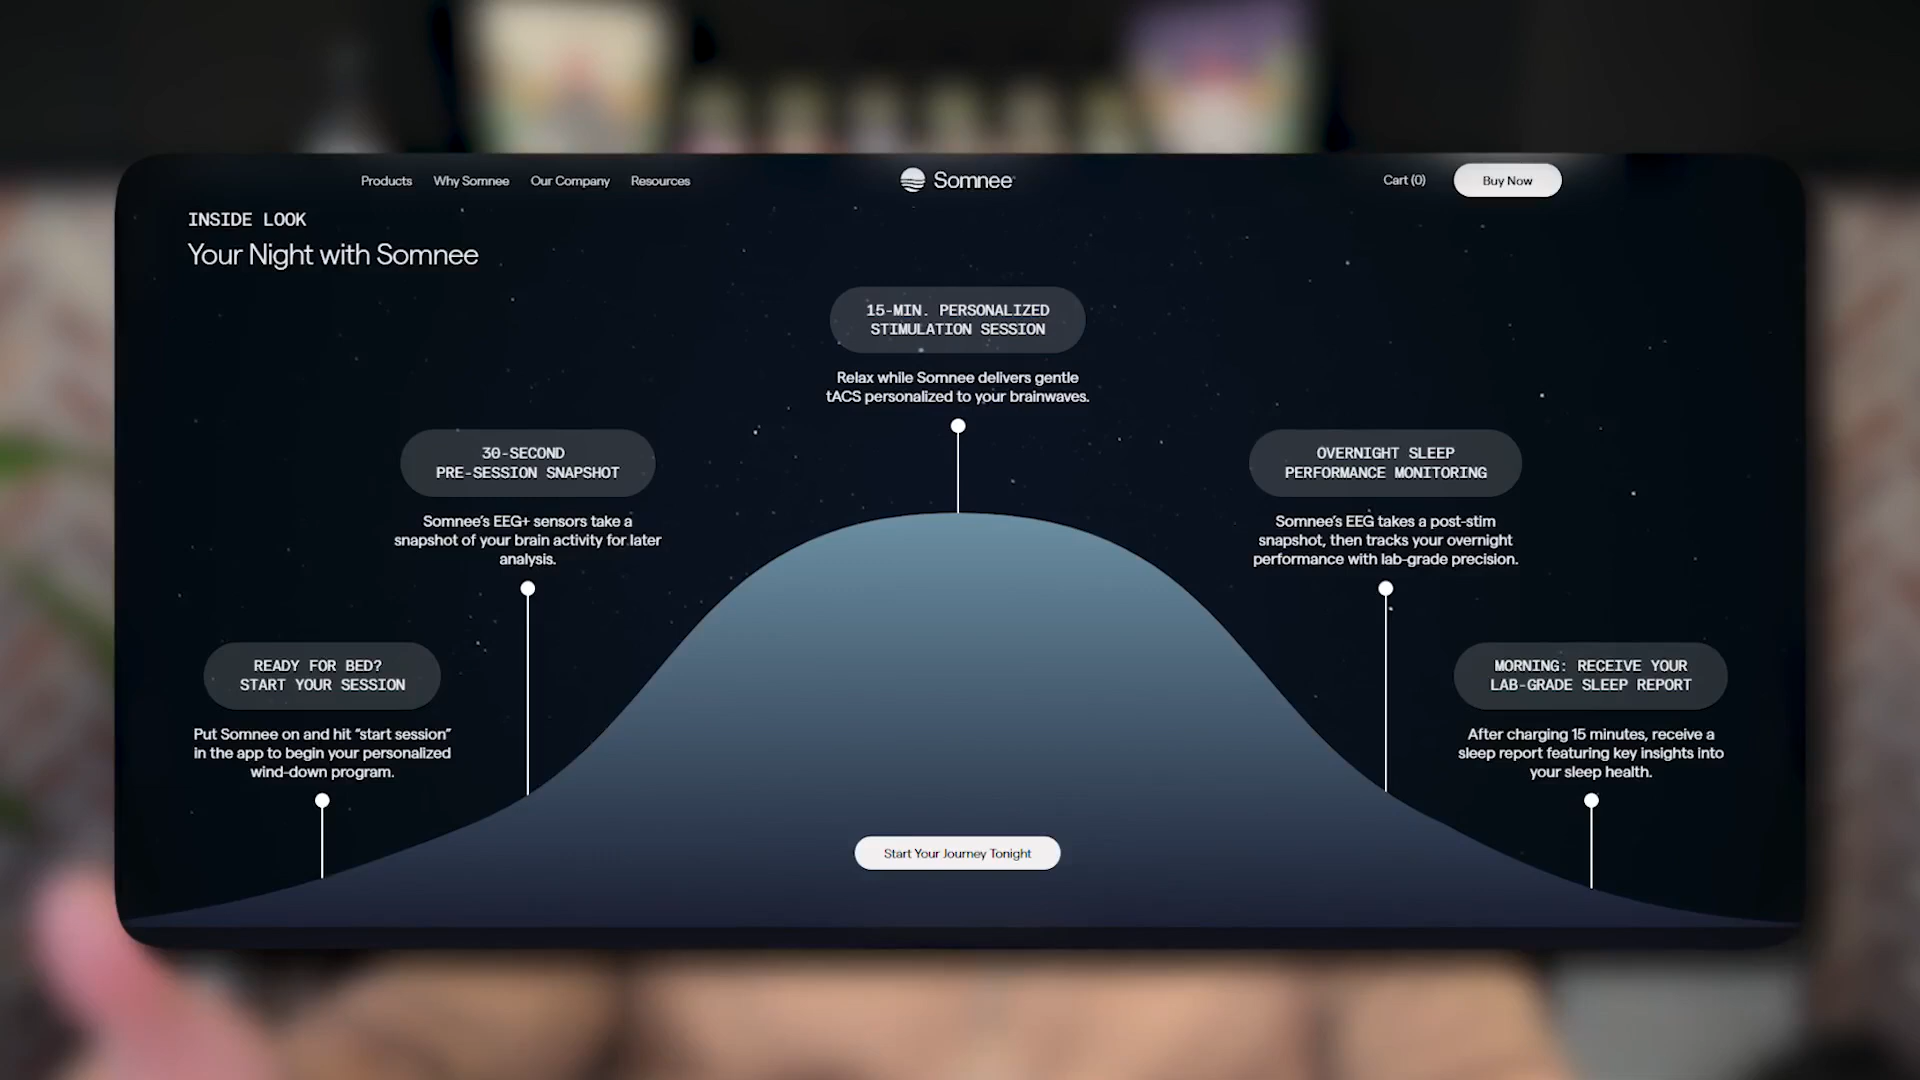 Products
Why Somnee
Our Company
Resources
Somnee
Cart (0)
Buy Now
INSIDE LOOK
Your Night with Somnee
READY FOR BED?
START YOUR SESSION
Put Somnee on and hit “start session”
in the app to begin your personalized
wind-down program.
30-SECOND
PRE-SESSION SNAPSHOT
Somnee’s EEG+ sensors take a
snapshot of your brain activity for later
analysis.
15-MIN. PERSONALIZED
STIMULATION SESSION
Relax while Somnee delivers gentle
tACS personalized to your brainwaves.
OVERNIGHT SLEEP
PERFORMANCE MONITORING
Somnee’s EEG takes a post-stim
snapshot, then tracks your overnight
performance with lab-grade precision.
MORNING: RECEIVE YOUR
LAB-GRADE SLEEP REPORT
After charging 15 minutes, receive a
sleep report featuring key insights into
your sleep health.
Start Your Journey Tonight